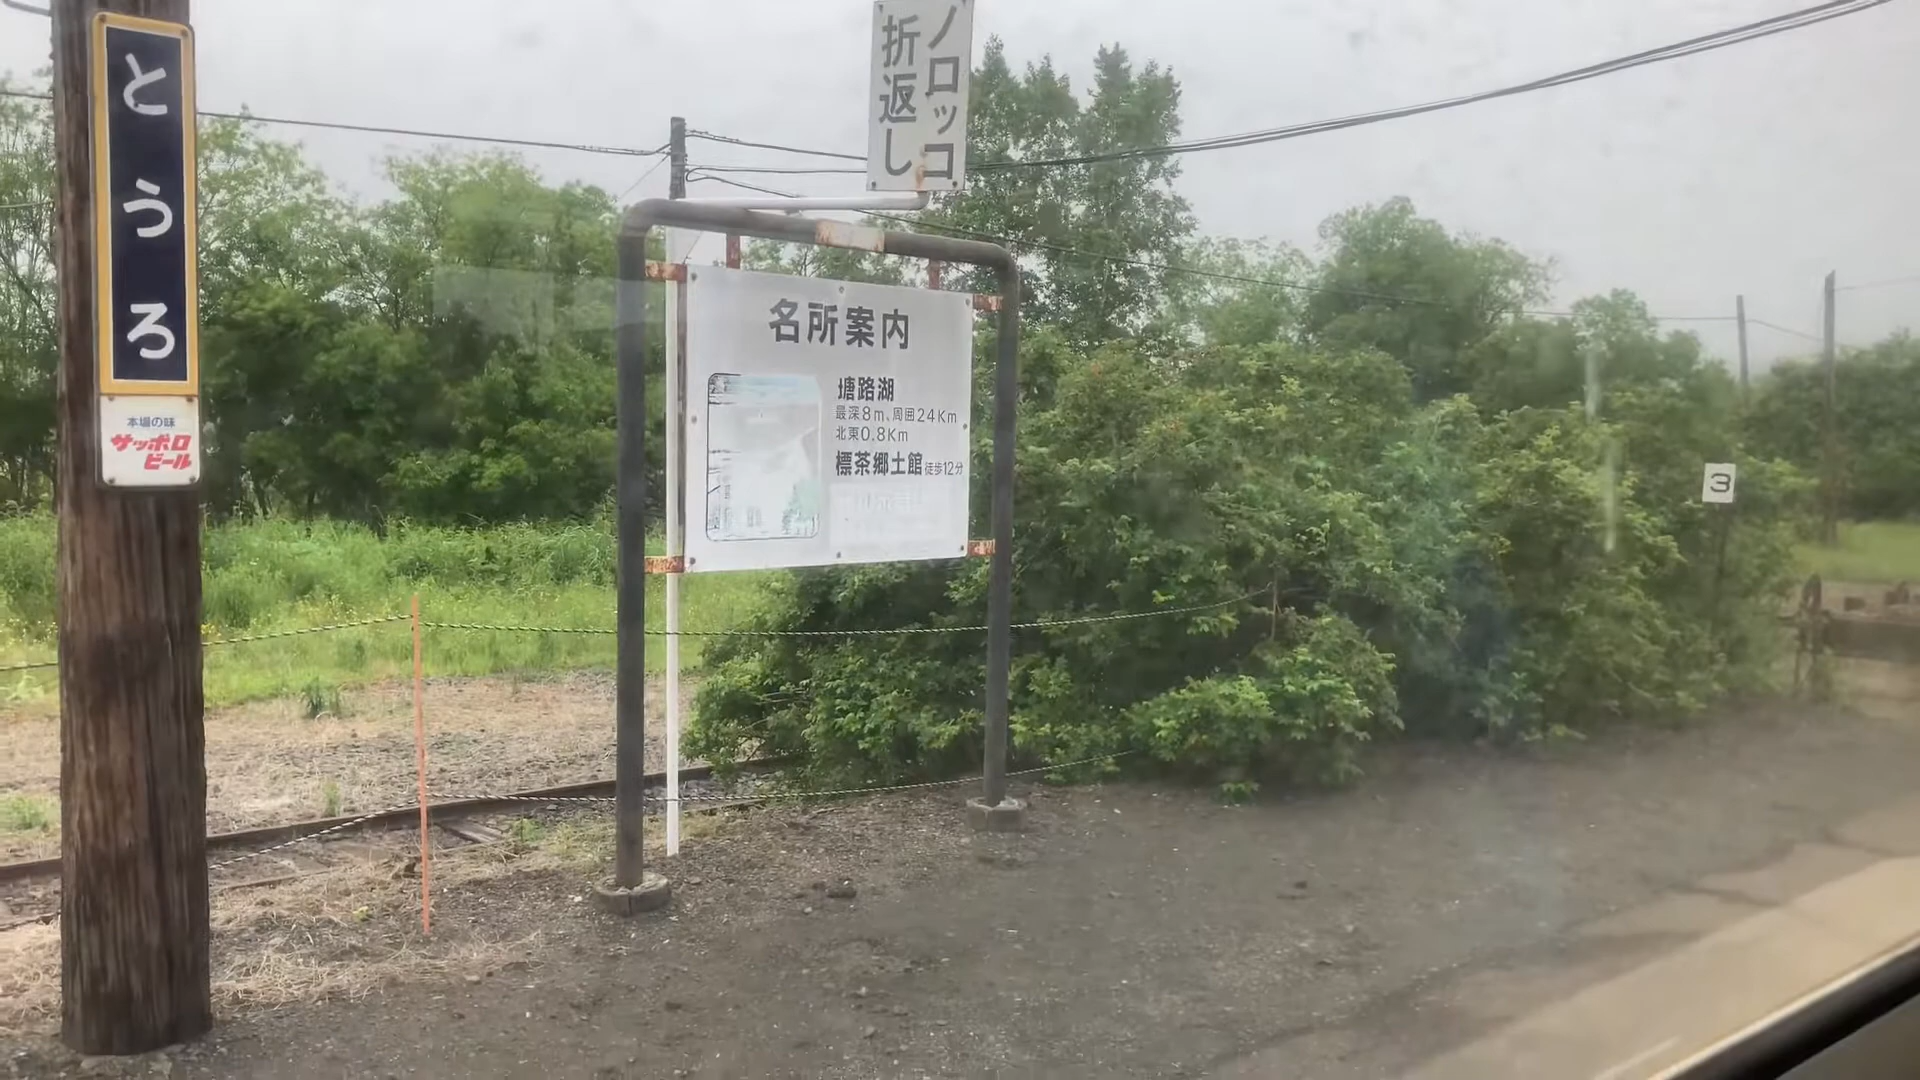 とうろ
本場の味
サッポロ
ビール
ノロッコ
折返し
名所案内
塘路湖
最深8m、周囲24Km
北東0.8Km
標茶郷土館徒歩12分
3